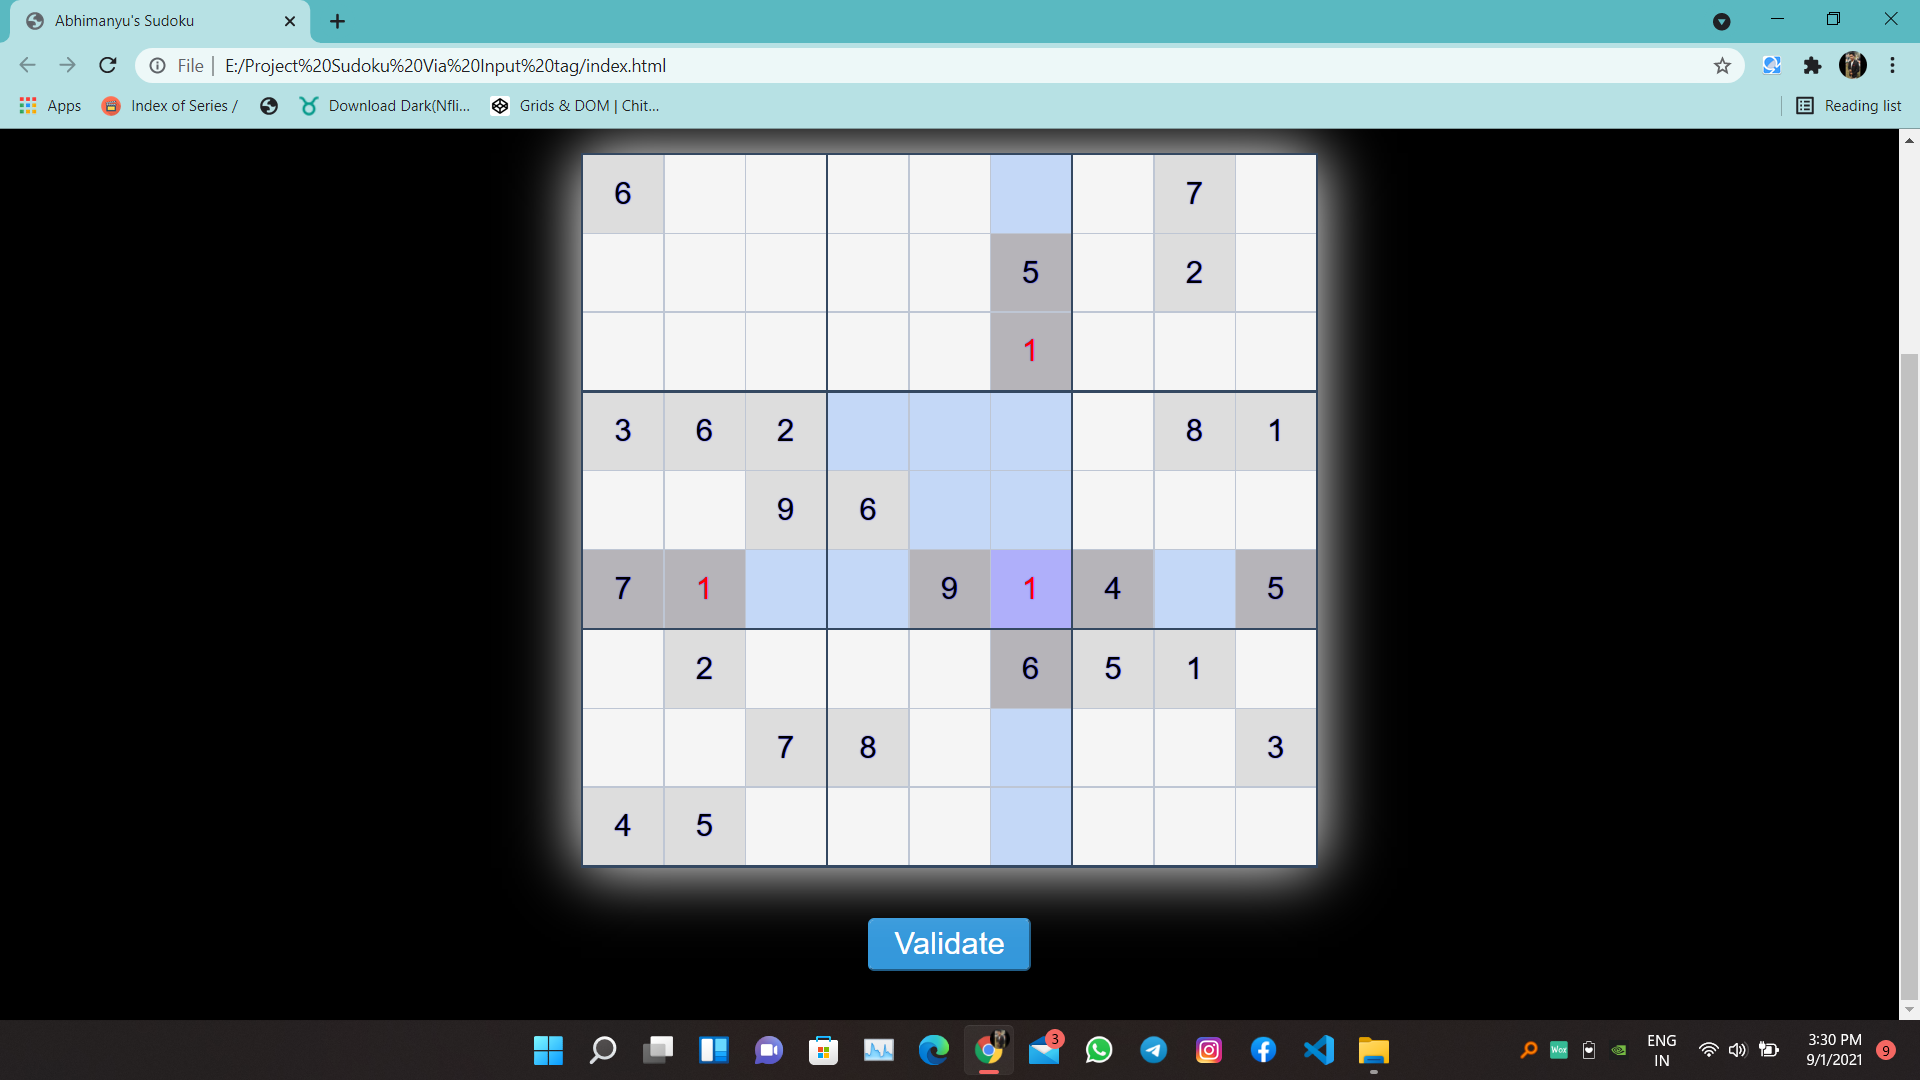 Abhimanyu's Sudoku
File E:/Project%20Sudoku%20Via%20Input%20tag/index.html
Apps Index of Series / Download Dark(Nfli... Grids & DOM | Chit... Reading list
6 7
5 2
1
3 6 2 8 1
9 6
7 1 9 1 4 5
2 6 5 1
7 8 3
4 5
Validate
3
Wox
ENG
IN
3:30 PM
9/1/2021
9